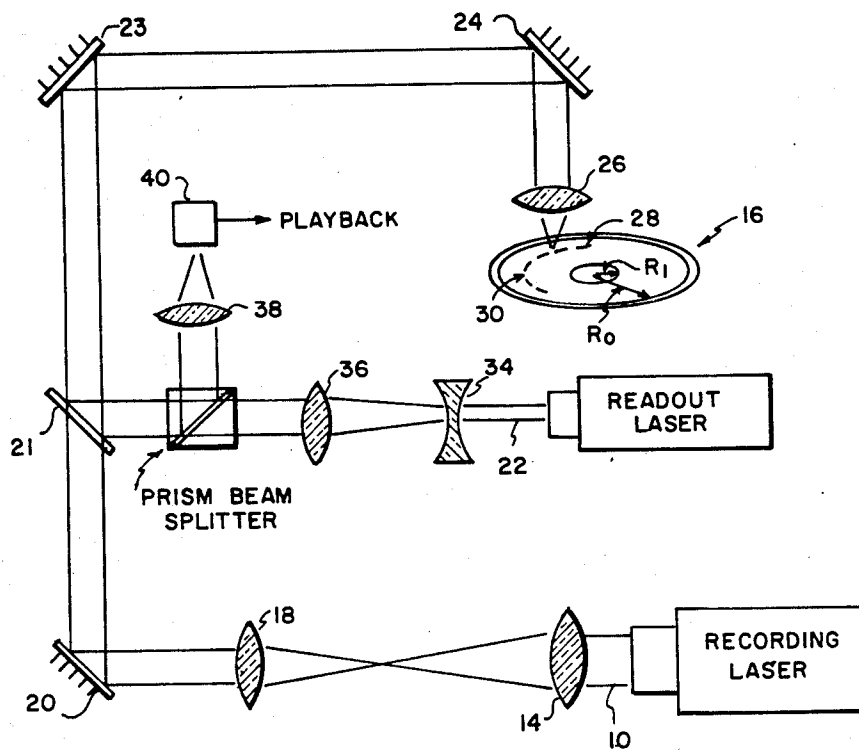 23
24
26
40
PLAYBACK
28
16
R1
30
Ro
38
36
34
READOUT
LASER
21
22
PRISM BEAM
SPLITTER
18
RECORDING
LASER
20
14
10